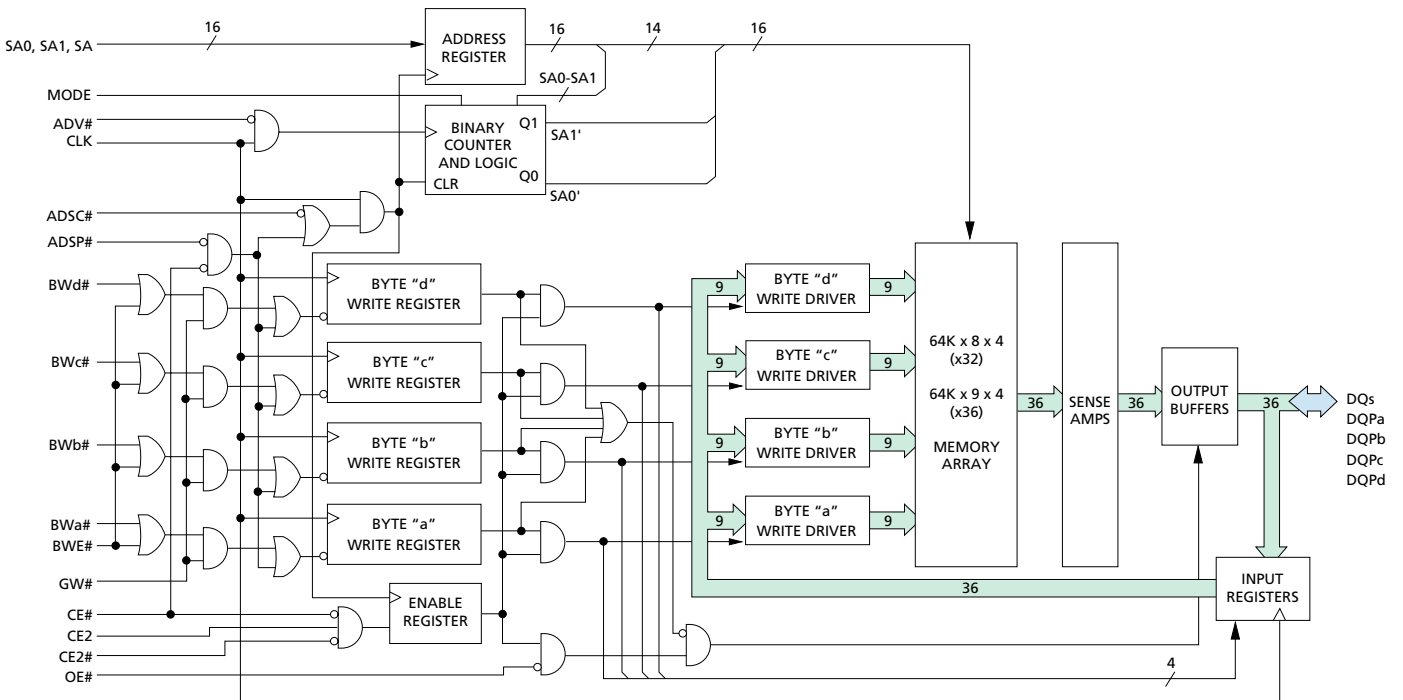 SA0, SA1, SA
16
ADDRESS
REGISTER
16
14
16
SA0-SA1
MODE
ADV#
CLK
BINARY
COUNTER
AND LOGIC
Q1
SA1'
Q0
CLR
SA0'
ADSC#
ADSP#
BWd#
BYTE “d”
WRITE REGISTER
9
BYTE “d”
WRITE DRIVER
9
BWc#
BYTE “c”
WRITE REGISTER
9
BYTE “c”
WRITE DRIVER
9
BWb#
BYTE “b”
WRITE REGISTER
9
BYTE “b”
WRITE DRIVER
9
BWa#
BWE#
BYTE “a”
WRITE REGISTER
9
BYTE “a”
WRITE DRIVER
9
64K x 8 x 4
(x32)
64K x 9 x 4
(x36)
MEMORY
ARRAY
36
SENSE
AMPS
36
OUTPUT
BUFFERS
36
DQs
DQPa
DQPb
DQPc
DQPd
GW#
CE#
CE2
CE2#
OE#
ENABLE
REGISTER
36
INPUT
REGISTERS
4